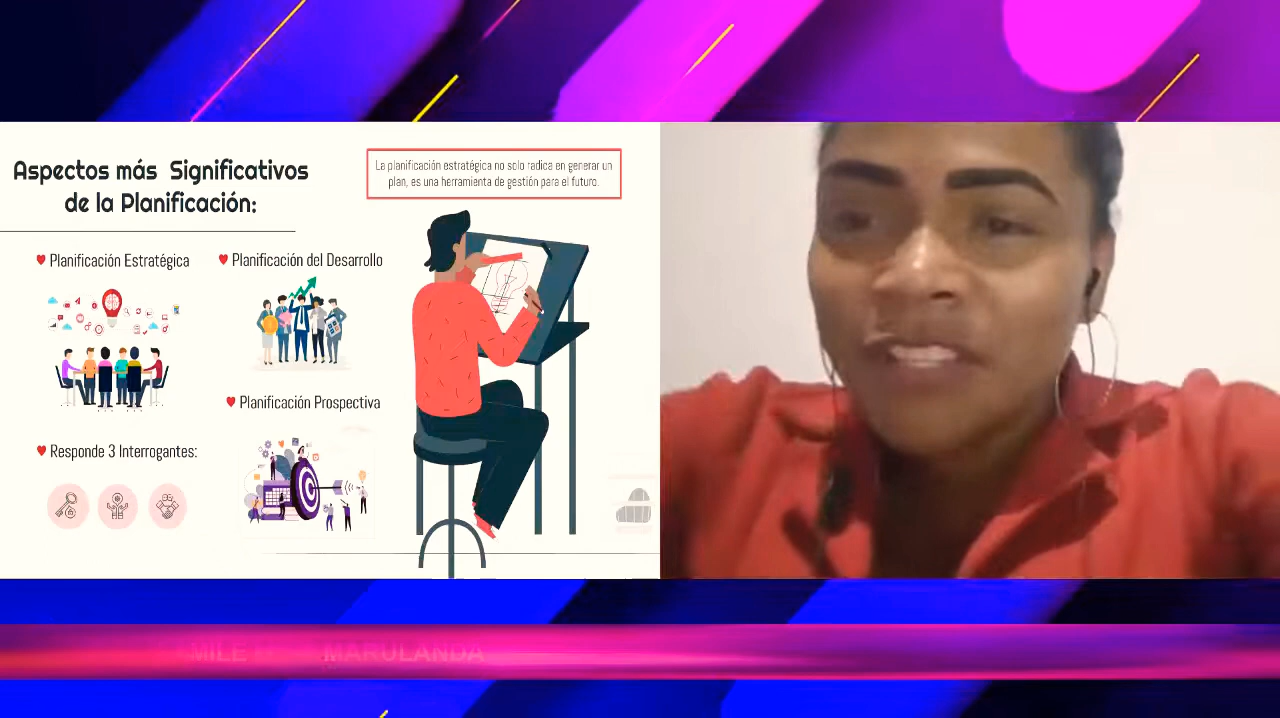 Aspectos más Significativos
de la Planificación:
La planificación estratégica no solo radica en generar un
plan, es una herramienta de gestión para el futuro.
Planificación Estratégica
Planificación del Desarrollo
Planificación Prospectiva
Responde 3 Interrogantes:
MARULANDA